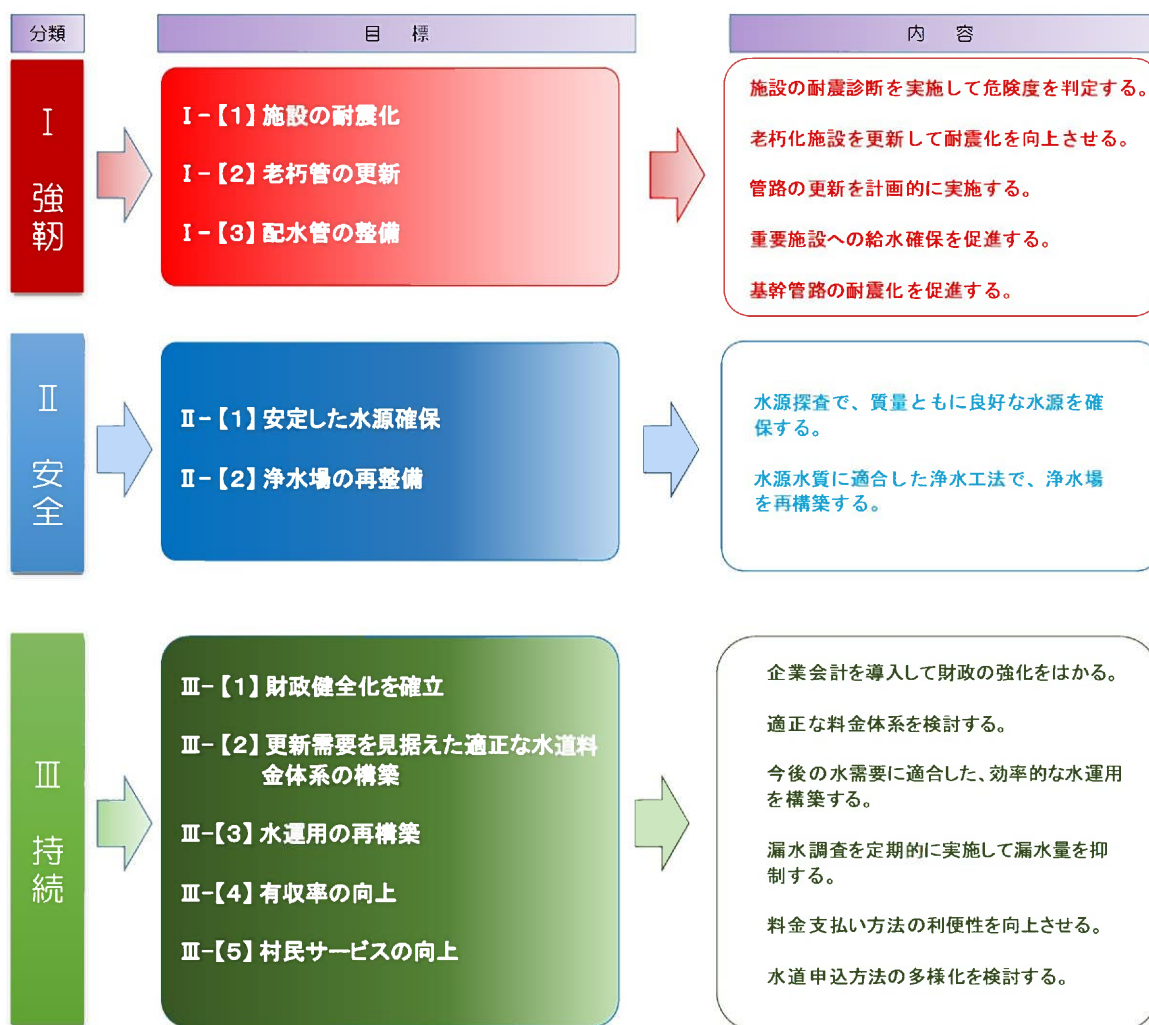 分類
目 標
内 容
Ⅰ 強靭
Ⅰ-【1】施設の耐震化
Ⅰ-【2】老朽管の更新
Ⅰ-【3】配水管の整備
施設の耐震診断を実施して危険度を判定する。
老朽化施設を更新して耐震化を向上させる。
管路の更新を計画的に実施する。
重要施設への給水確保を促進する。
基幹管路の耐震化を促進する。
Ⅱ 安全
Ⅱ-【1】安定した水源確保
Ⅱ-【2】浄水場の再整備
水源探査で、質量ともに良好な水源を確
保する。
水源水質に適合した浄水工法で、浄水場
を再構築する。
Ⅲ 持続
Ⅲ-【1】財政健全化を確立
Ⅲ-【2】更新需要を見据えた適正な水道料
金体系の構築
Ⅲ-【3】水運用の再構築
Ⅲ-【4】有収率の向上
Ⅲ-【5】村民サービスの向上
企業会計を導入して財政の強化をはかる。
適正な料金体系を検討する。
今後の水需要に適合した、効率的な水運用
を構築する。
漏水調査を定期的に実施して漏水量を抑
制する。
料金支払い方法の利便性を向上させる。
水道申込方法の多様化を検討する。